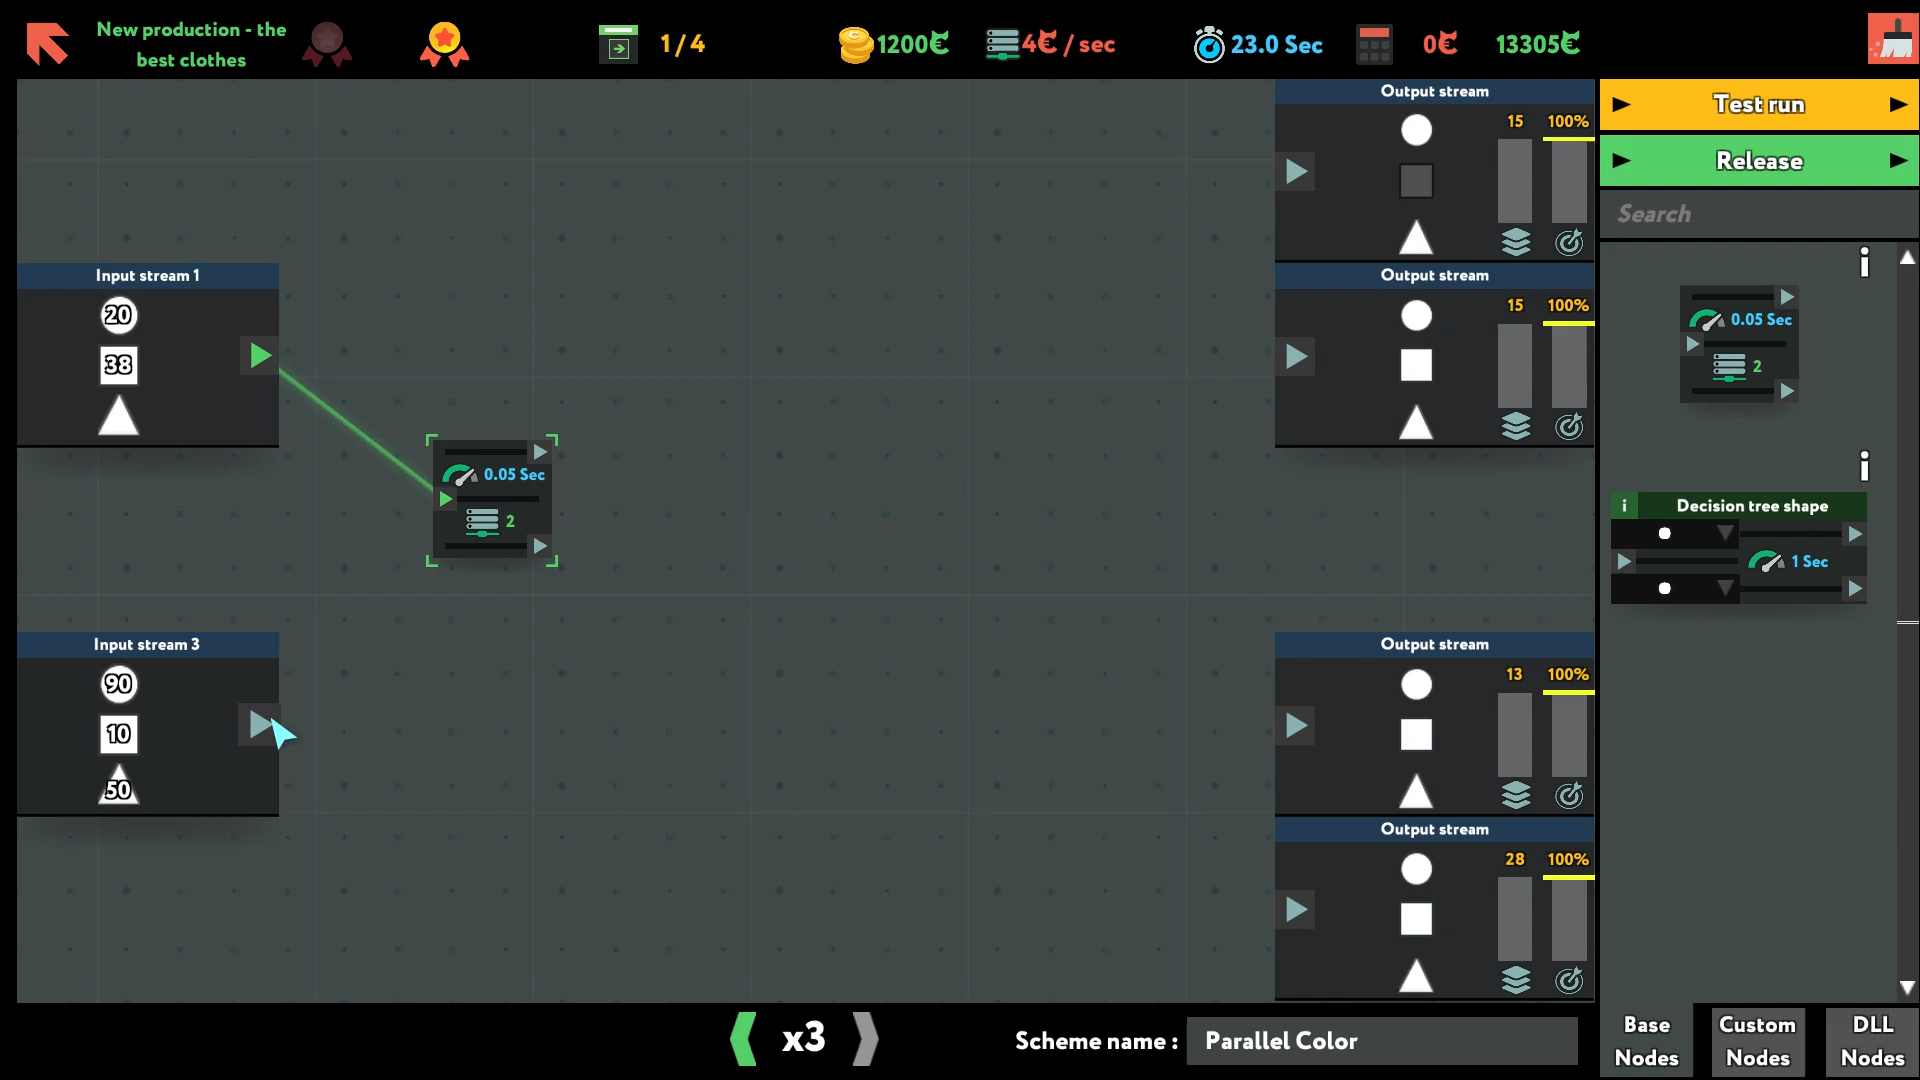 New production - the
best clothes
1 / 4
1200€
4€ / sec
23.0 Sec
0€
13305€
Test run
Release
Search
Output stream
15
100%
Output stream
15
100%
Input stream 1
20
38
0.05 Sec
2
0.05 Sec
2
i
Decision tree shape
1 Sec
Input stream 3
90
10
50
Output stream
13
100%
Output stream
28
100%
x3
Scheme name :
Parallel Color
Base
Nodes
Custom
Nodes
DLL
Nodes